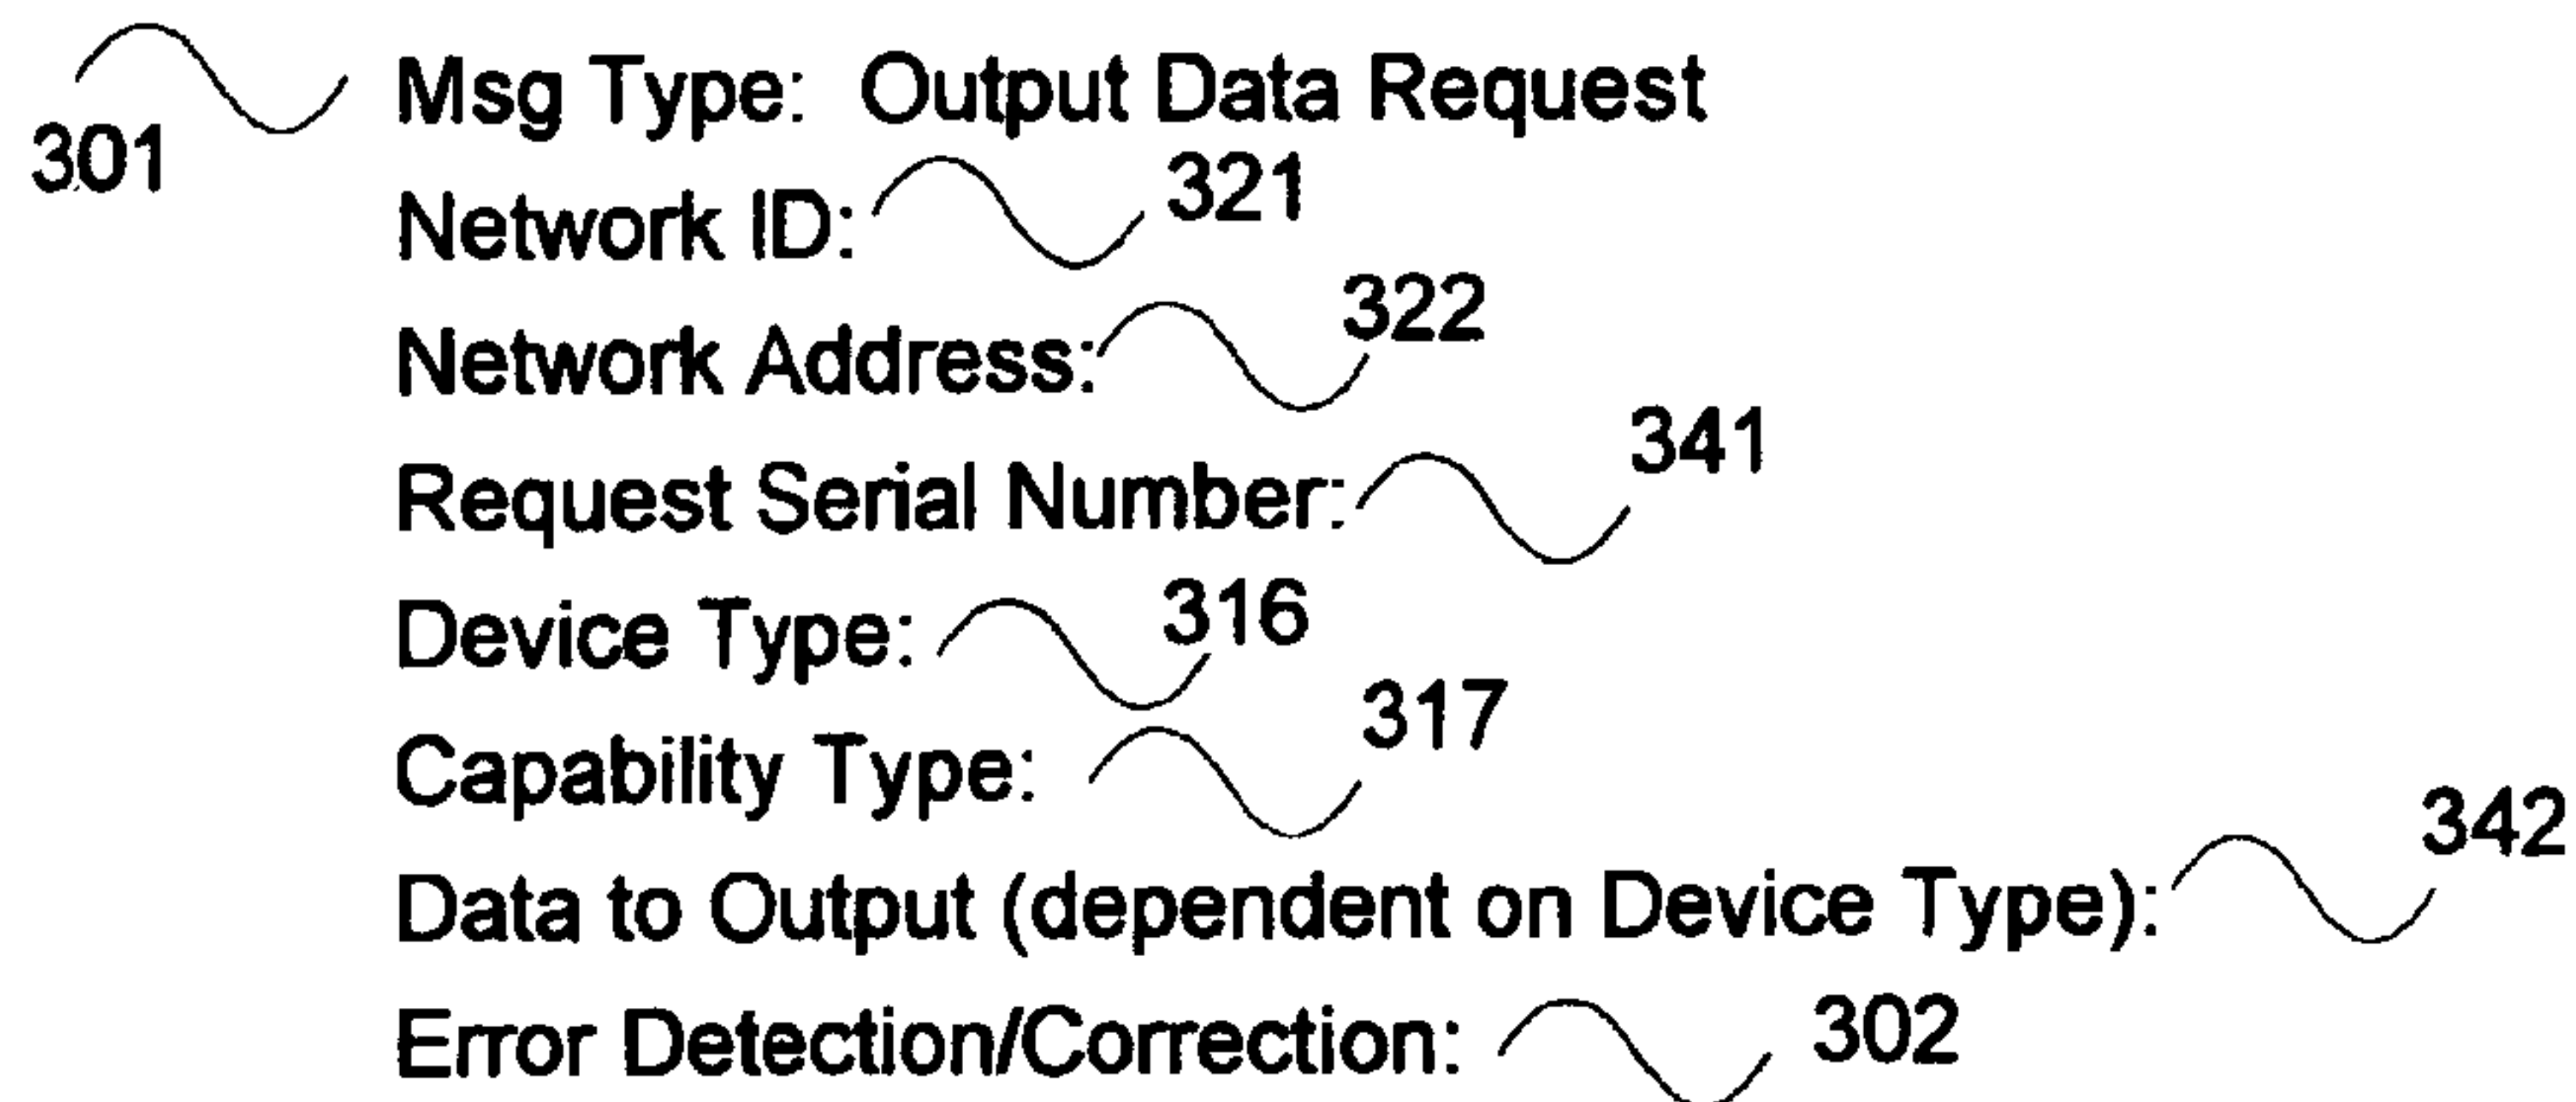 Msg Type: Output Data Request
301
Network ID: 321
Network Address: 322
Request Serial Number: 341
Device Type: 316
Capability Type: 317
Data to Output (dependent on Device Type): 342
Error Detection/Correction: 302